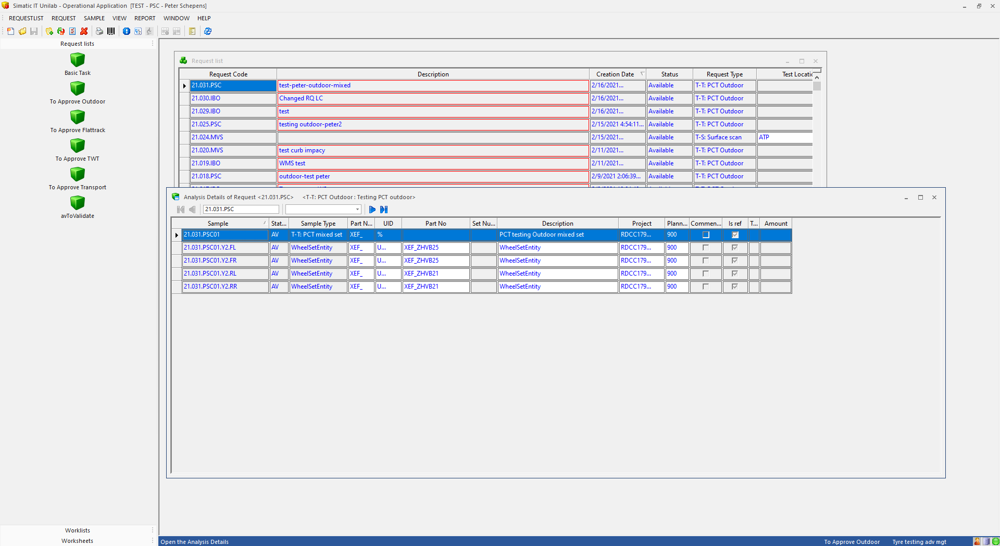 Simatic IT Unilab - Operational Application  [TEST - PSC - Peter Schepens]
REQUESTLIST REQUEST SAMPLE VIEW REPORT WINDOW HELP
Request lists
Basic Task
To Approve Outdoor
To Approve Flattrack
To Approve TWT
To Approve Transport
avToValidate
Worklists
Worksheets
Request list
Request Code Description Creation Date Status Request Type Test Locatio
21.031.PSC test-peter-outdoor-mixed 2/16/2021... Available T-T: PCT Outdoor
21.030.IBO Changed RQ LC 2/16/2021... Available T-T: PCT Outdoor
21.029.IBO test 2/16/2021... Available T-T: PCT Outdoor
21.025.PSC testing outdoor-peter2 2/15/2021 4:54:11... Available T-T: PCT Outdoor
21.024.MVS 2/15/2021... Available T-S: Surface scan ATP
21.020.MVS test curb impacy 2/11/2021... Available T-T: PCT Outdoor
21.019.IBO WMS test 2/11/2021... Available T-T: PCT Outdoor
21.018.PSC outdoor-test peter 2/9/2021 2:06:39... Available T-T: PCT Outdoor
Analysis Details of Request <21.031.PSC> <T-T: PCT Outdoor : Testing PCT outdoor>
21.031.PSC
Sample Stat... Sample Type Part N... UID Part No Set Nu... Description Project Plann... Commen... Is ref T... Amount
21.031.PSC01 AV T-T: PCT mixed set XEF_ % PCT testing Outdoor mixed set RDCC179... 900
21.031.PSC01.Y2.FL AV WheelSetEntity XEF_ U... XEF_ZHVB25 WheelSetEntity RDCC179... 900
21.031.PSC01.Y2.FR AV WheelSetEntity XEF_ U... XEF_ZHVB25 WheelSetEntity RDCC179... 900
21.031.PSC01.Y2.RL AV WheelSetEntity XEF_ U... XEF_ZHVB21 WheelSetEntity RDCC179... 900
21.031.PSC01.Y2.RR AV WheelSetEntity XEF_ U... XEF_ZHVB21 WheelSetEntity RDCC179... 900
Open the Analysis Details To Approve Outdoor Tyre testing adv mgt